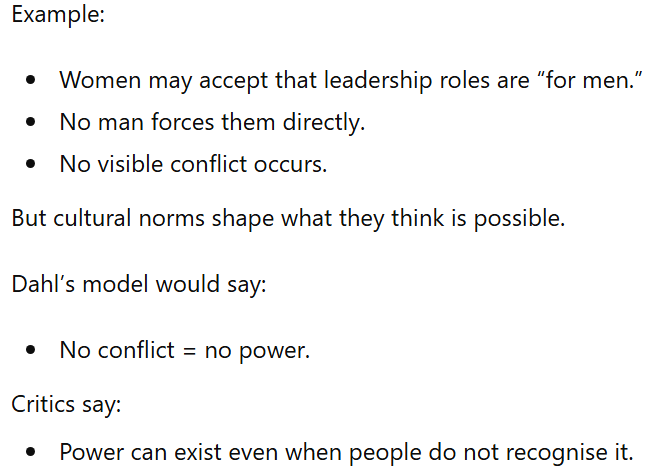 Example:
• Women may accept that leadership roles are “for men.”
• No man forces them directly.
• No visible conflict occurs.
But cultural norms shape what they think is possible.
Dahl’s model would say:
• No conflict = no power.
Critics say:
• Power can exist even when people do not recognise it.